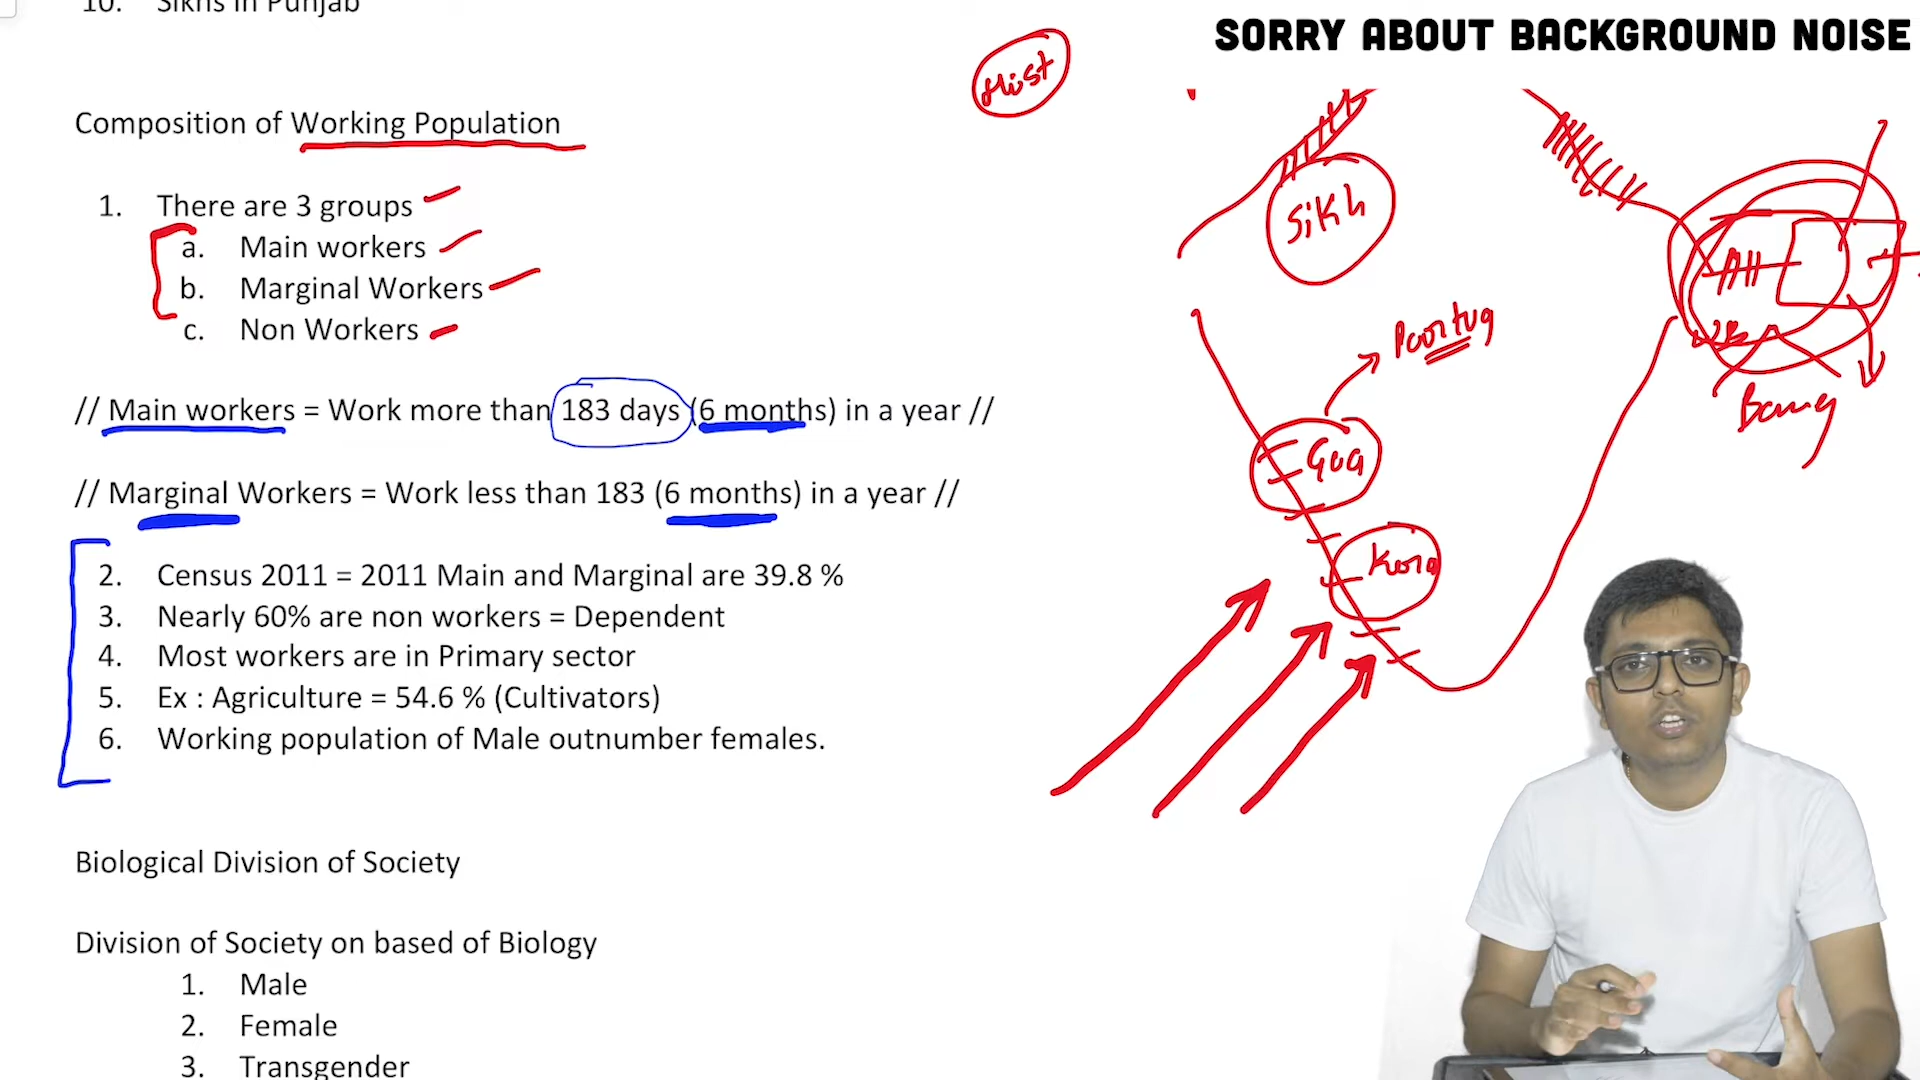 10. Sikhs in Punjab
SORRY ABOUT BACKGROUND NOISE
Composition of Working Population
1. There are 3 groups
a. Main workers
b. Marginal Workers
c. Non Workers
// Main workers = Work more than 183 days (6 months) in a year //
// Marginal Workers = Work less than 183 (6 months) in a year //
2. Census 2011 = 2011 Main and Marginal are 39.8 %
3. Nearly 60% are non workers = Dependent
4. Most workers are in Primary sector
5. Ex : Agriculture = 54.6 % (Cultivators)
6. Working population of Male outnumber females.
Biological Division of Society
Division of Society on based of Biology
1. Male
2. Female
3. Transgender
Hist
Sikh
Poortug
Goa